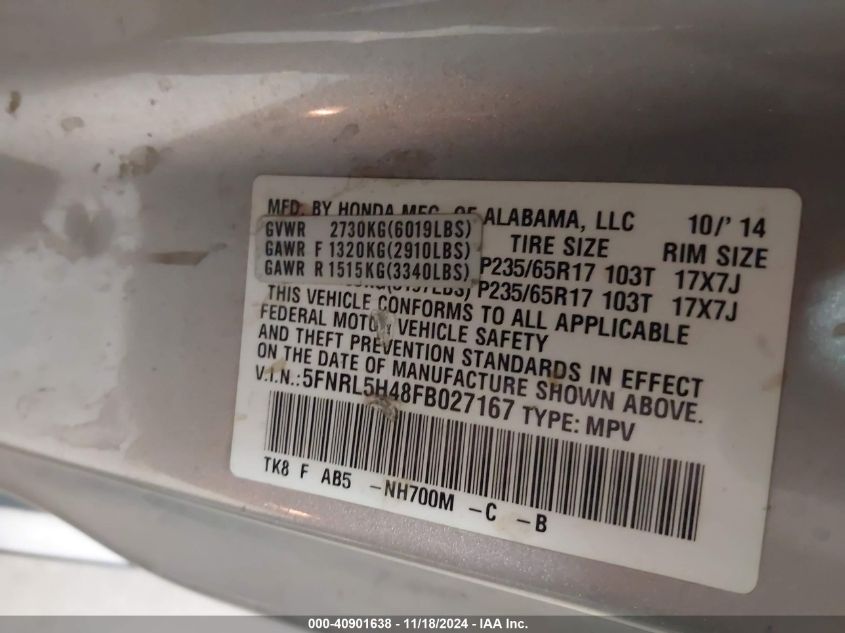 MFD. BY HONDA MFG. OF ALABAMA, LLC 10/'14
GVWR 2730KG(6019LBS)
TIRE SIZE RIM SIZE
GAWR F 1320KG(2910LBS) P235/65R17 103T 17X7J
GAWR R 1515KG(3340LBS) P235/65R17 103T 17X7J
THIS VEHICLE CONFORMS TO ALL APPLICABLE
FEDERAL MOTOR VEHICLE SAFETY
AND THEFT PREVENTION STANDARDS IN EFFECT
ON THE DATE OF MANUFACTURE SHOWN ABOVE.
V.I.N.:5FNRL5H48FB027167 TYPE: MPV
TK8 F AB5 -NH700M -C -B
000-40901638 - 11/18/2024 - IAA Inc.